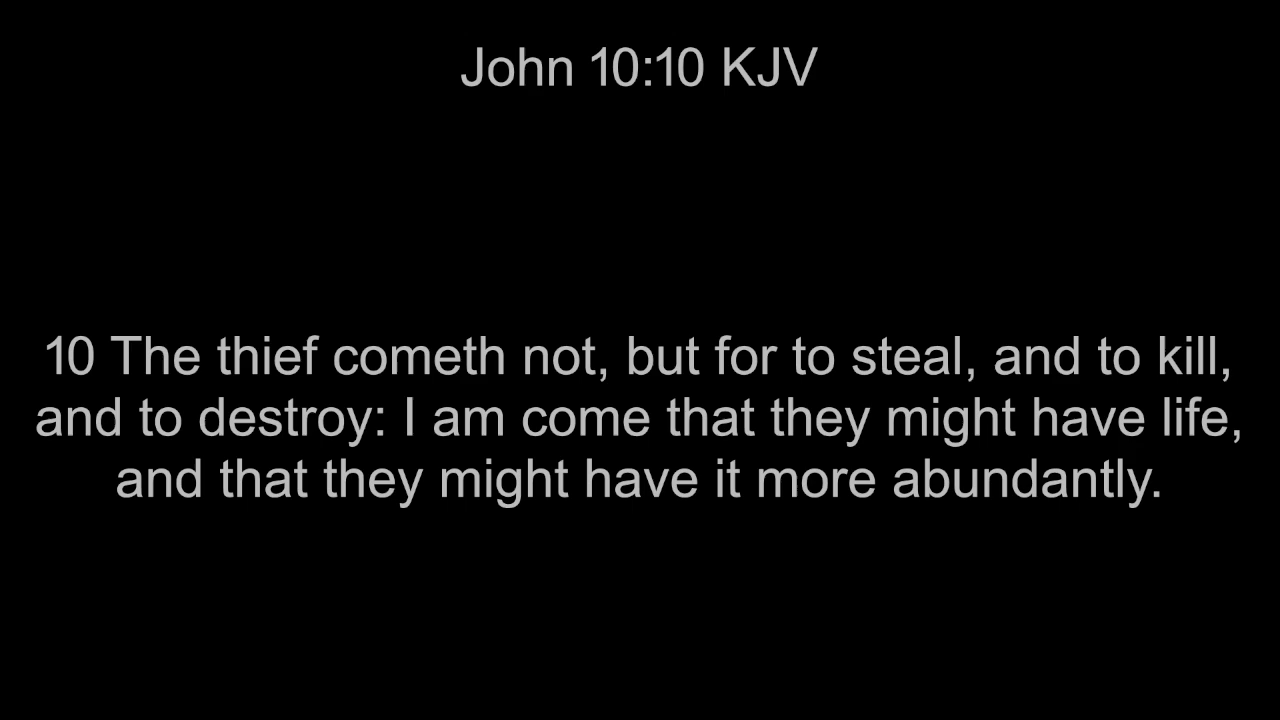 John 10:10 KJV
10 The thief cometh not, but for to steal, and to kill,
and to destroy: I am come that they might have life,
and that they might have it more abundantly.